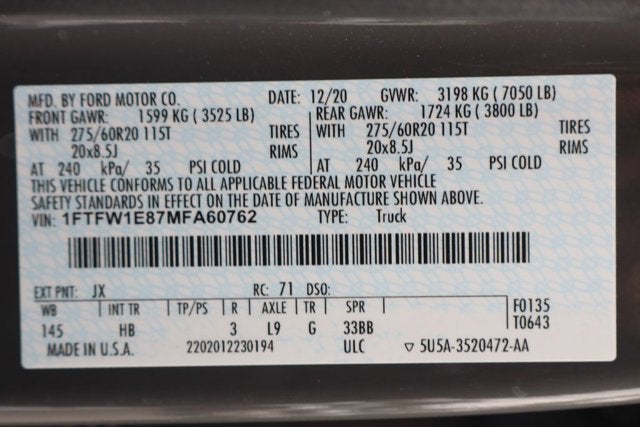 MFD. BY FORD MOTOR CO. DATE: 12/20 GVWR: 3198 KG ( 7050 LB)
FRONT GAWR: 1599 KG ( 3525 LB) REAR GAWR: 1724 KG ( 3800 LB)
WITH 275/60R20 115T TIRES WITH 275/60R20 115T TIRES
20x8.5J RIMS 20x8.5J RIMS
AT 240 kPa/ 35 PSI COLD AT 240 kPa/ 35 PSI COLD
THIS VEHICLE CONFORMS TO ALL APPLICABLE FEDERAL MOTOR VEHICLE
SAFETY STANDARDS IN EFFECT ON THE DATE OF MANUFACTURE SHOWN ABOVE.
VIN: 1FTFW1E87MFA60762 TYPE: Truck
EXT PNT: JX RC: 71 DSO:
WB INT TR TP/PS R AXLE TR SPR F0135
145 HB 3 L9 G 33BB T0643
MADE IN U.S.A. 2202012230194 ULC ▽ 5U5A-3520472-AA